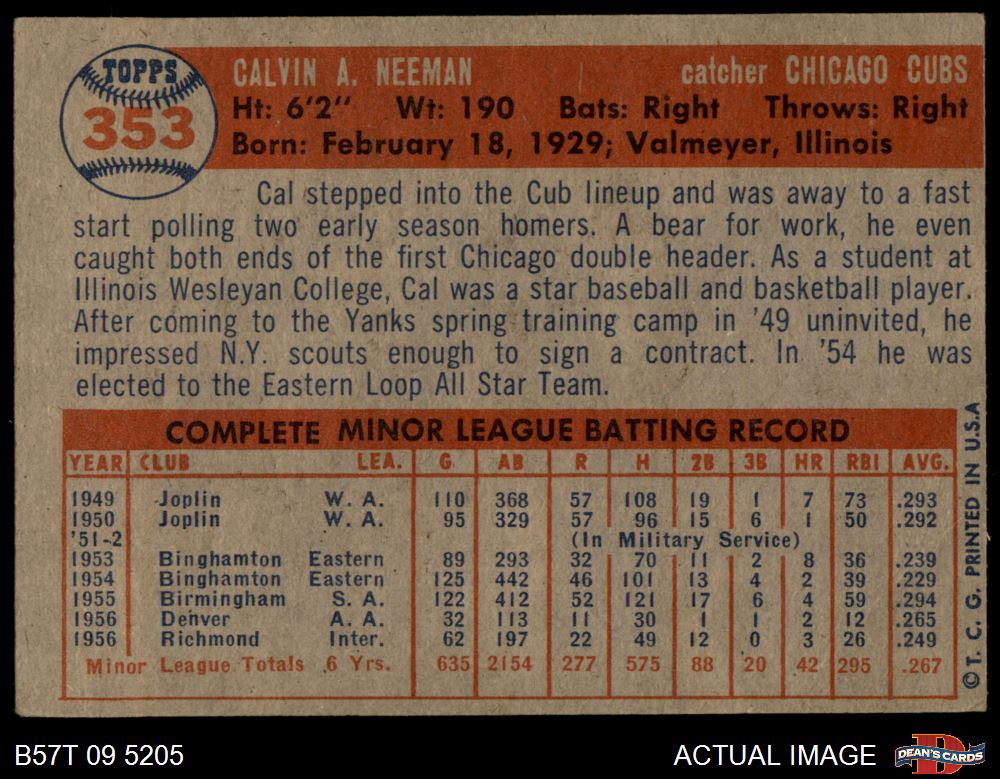 TOPPS
353
CALVIN A. NEEMAN catcher CHICAGO CUBS
Ht: 6'2" Wt: 190 Bats: Right Throws: Right
Born: February 18, 1929; Valmeyer, Illinois
Cal stepped into the Cub lineup and was away to a fast
start polling two early season homers. A bear for work, he even
caught both ends of the first Chicago double header. As a student at
Illinois Wesleyan College, Cal was a star baseball and basketball player.
After coming to the Yanks spring training camp in '49 uninvited, he
impressed N.Y. scouts enough to sign a contract. In '54 he was
elected to the Eastern Loop All Star Team.
COMPLETE MINOR LEAGUE BATTING RECORD
YEAR CLUB LEA. G AB R H 2B 3B HR RBI AVG.
1949 Joplin W. A. 110 368 57 108 19 1 7 73 .293
1950 Joplin W. A. 95 329 57 96 15 6 1 50 .292
'51-2 (In Military Service)
1953 Binghamton Eastern 89 293 32 70 11 2 8 36 .239
1954 Binghamton Eastern 125 442 46 101 13 4 2 39 .229
1955 Birmingham S. A. 122 412 52 121 17 6 4 59 .294
1956 Denver A. A. 32 113 11 30 1 1 2 12 .265
1956 Richmond Inter. 62 197 22 49 12 0 3 26 .249
Minor League Totals 6 Yrs. 635 2154 277 575 88 20 42 295 .267
© T. C. G. PRINTED IN U.S.A
B57T 09 5205 ACTUAL IMAGE
D
DEAN'S CARDS